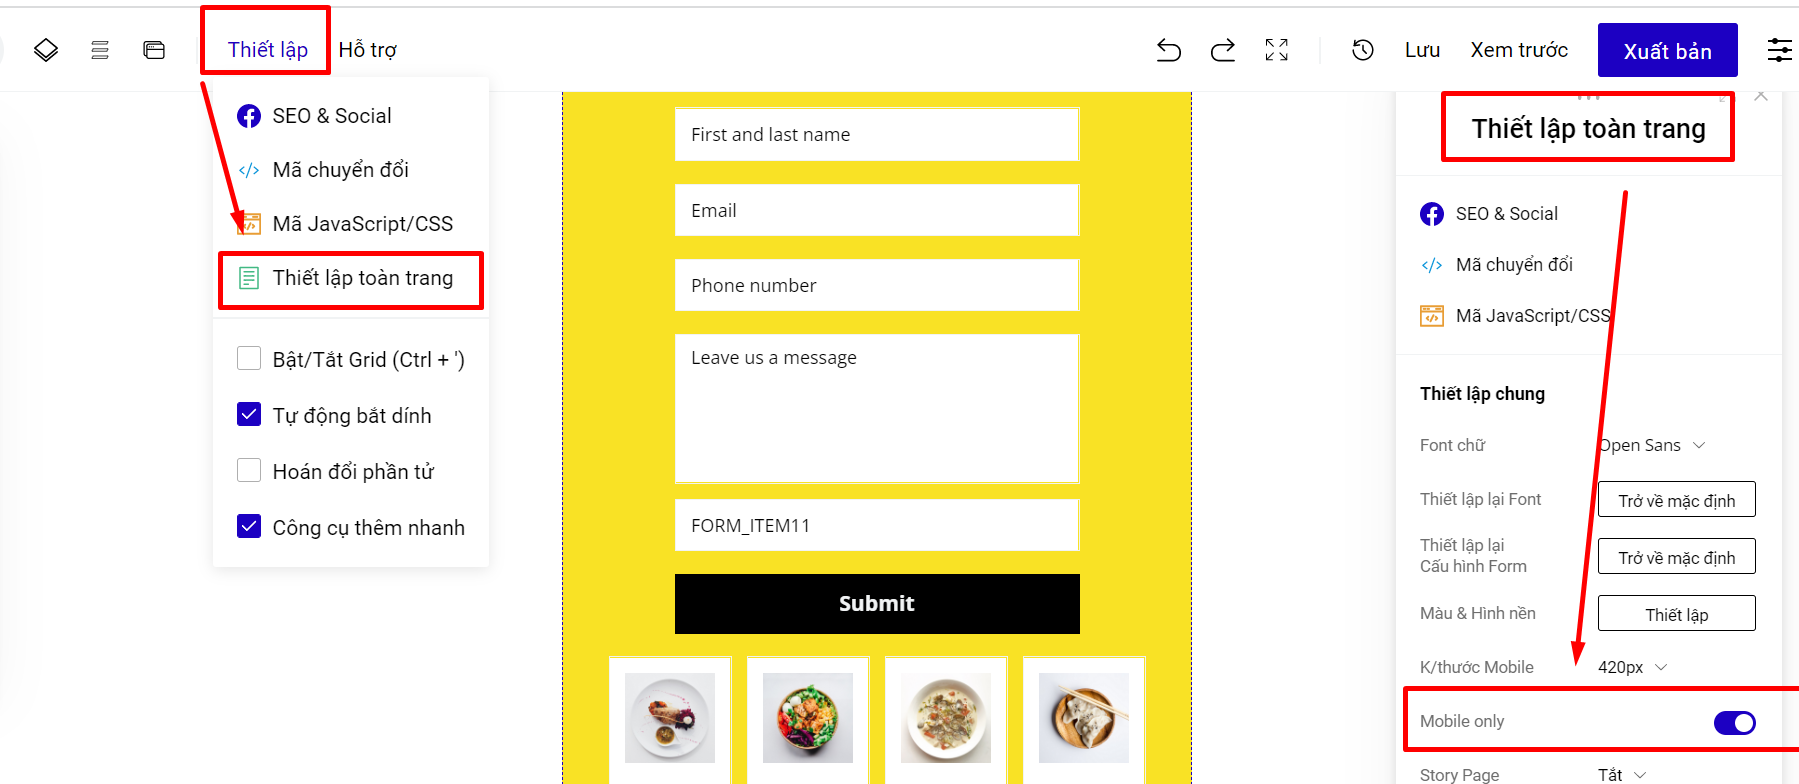 Thiết lập
Hỗ trợ
Lưu
Xem trước
Xuất bản
SEO & Social
Mã chuyển đổi
Mã JavaScript/CSS
Thiết lập toàn trang
Bật/Tắt Grid (Ctrl + ')
Tự động bắt dính
Hoán đổi phần tử
Công cụ thêm nhanh
First and last name
Email
Phone number
Leave us a message
FORM_ITEM11
Submit
Thiết lập toàn trang
SEO & Social
Mã chuyển đổi
Mã JavaScript/CSS
Thiết lập chung
Font chữ
Open Sans
Thiết lập lại Font
Trở về mặc định
Thiết lập lại
Cấu hình Form
Trở về mặc định
Màu & Hình nền
Thiết lập
K/thước Mobile
420px
Mobile only
Story Page
Tắt